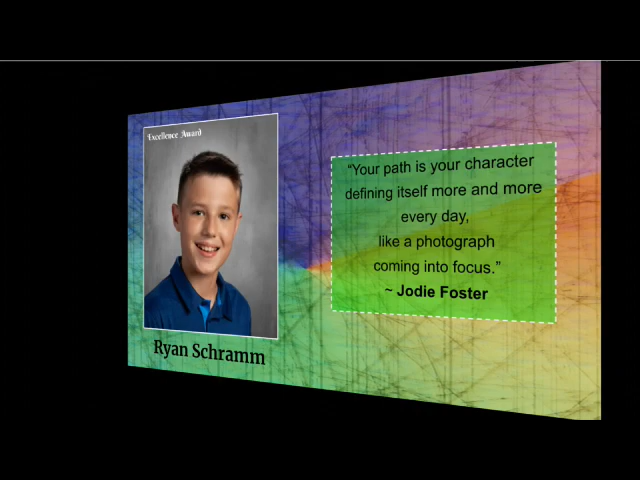 Excellence Award
Ryan Schramm
“Your path is your character
defining itself more and more
every day,
like a photograph
coming into focus.”
~ Jodie Foster